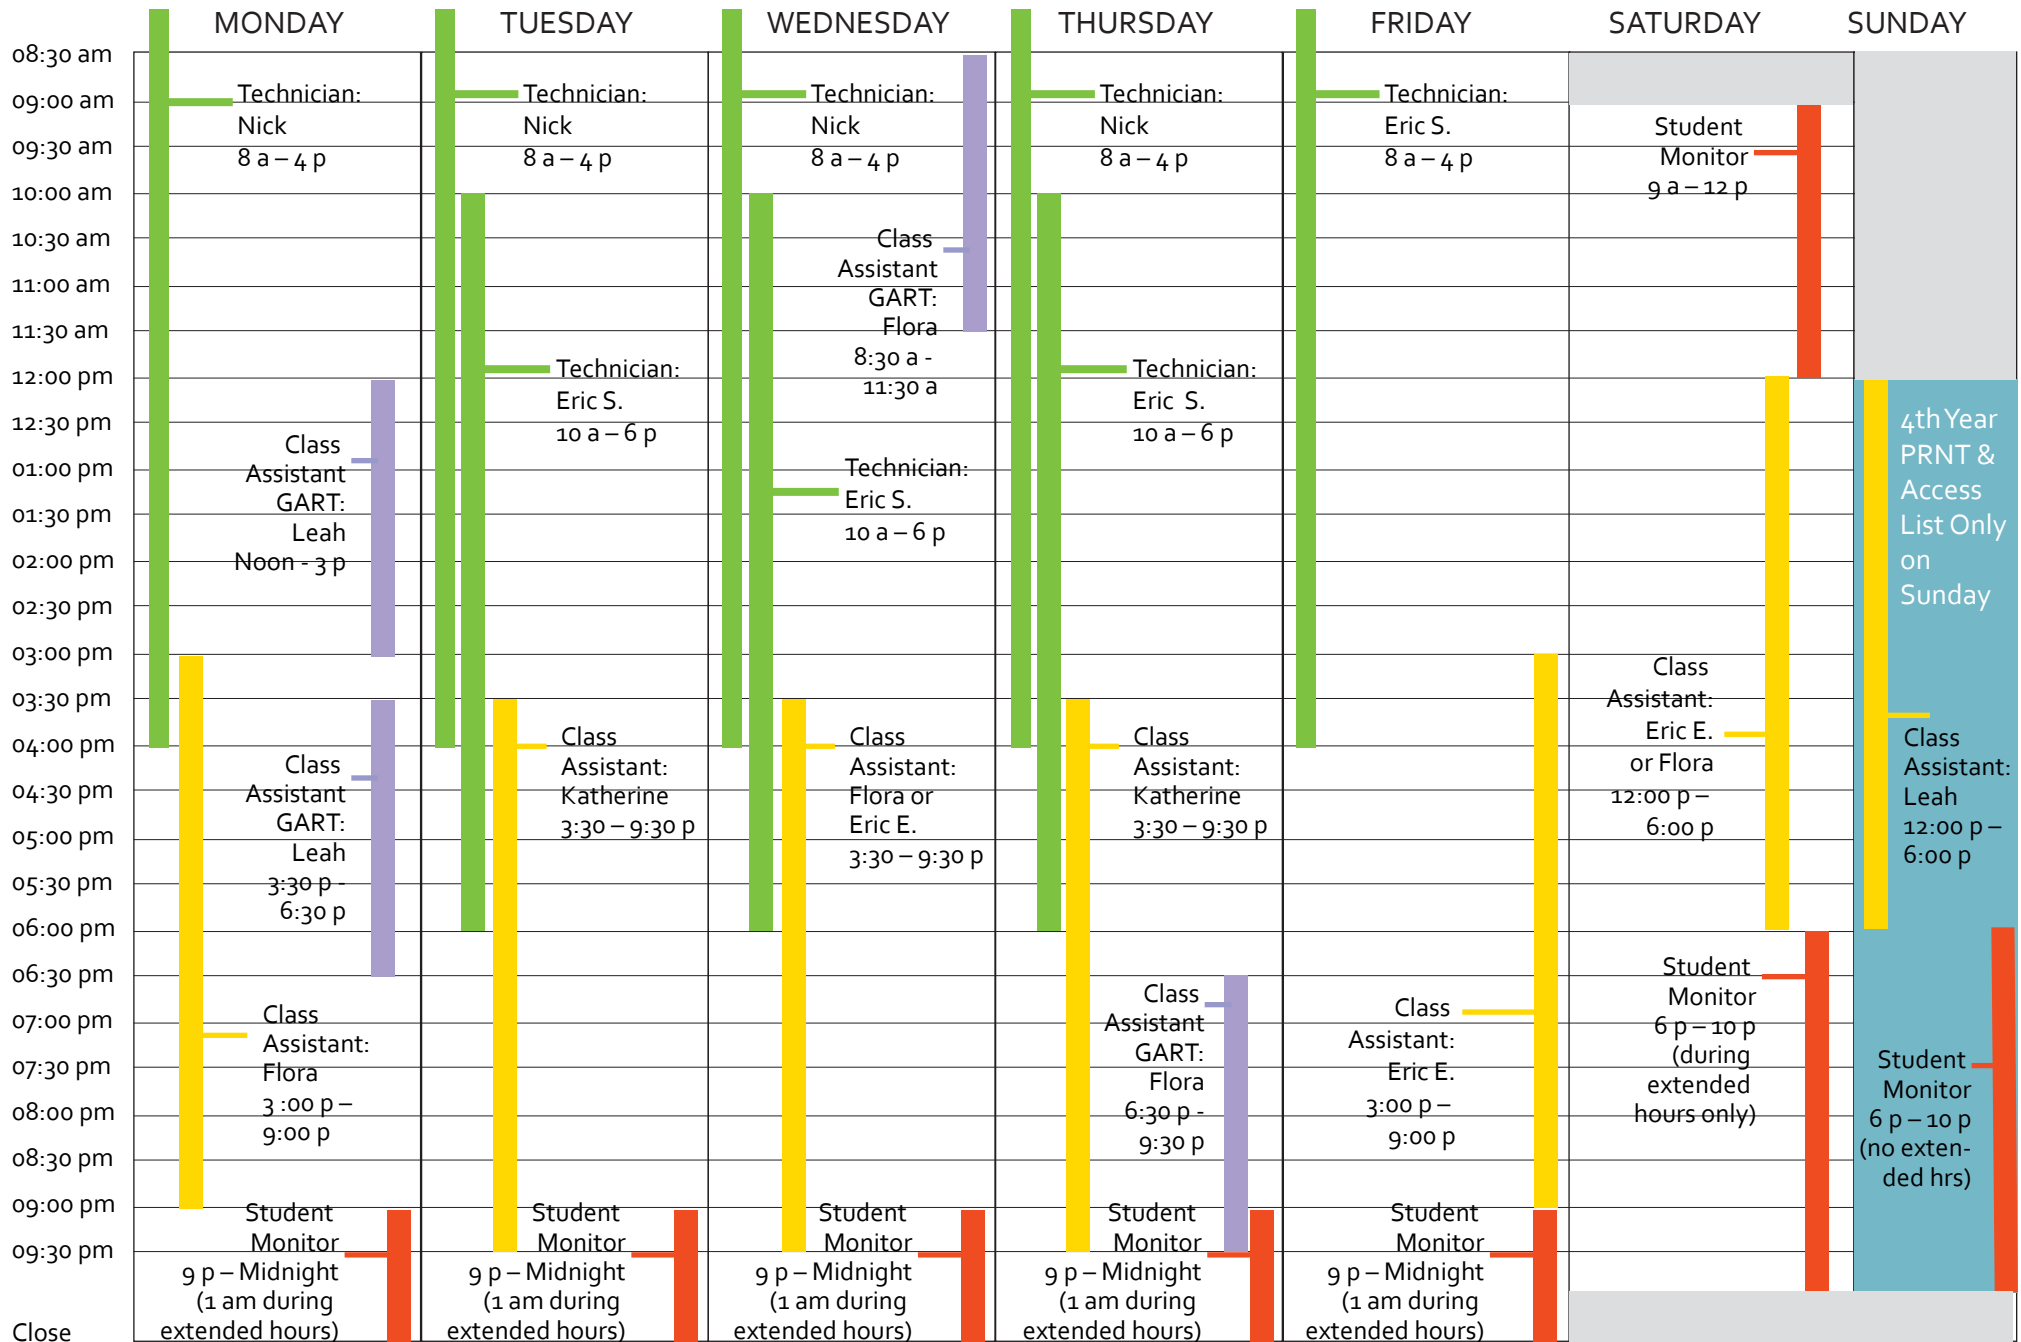 MONDAY
TUESDAY
WEDNESDAY
THURSDAY
FRIDAY
SATURDAY
SUNDAY
08:30 am
09:00 am
09:30 am
10:00 am
10:30 am
11:00 am
11:30 am
12:00 pm
12:30 pm
01:00 pm
01:30 pm
02:00 pm
02:30 pm
03:00 pm
03:30 pm
04:00 pm
04:30 pm
05:00 pm
05:30 pm
06:00 pm
06:30 pm
07:00 pm
07:30 pm
08:00 pm
08:30 pm
09:00 pm
09:30 pm
Close
Technician:
Nick
8 a – 4 p
Class
Assistant
GART:
Leah
Noon - 3 p
Class
Assistant
GART:
Leah
3:30 p -
6:30 p
Class
Assistant:
Flora
3 :00 p –
9:00 p
Student
Monitor
9 p – Midnight
(1 am during
extended hours)
Technician:
Nick
8 a – 4 p
Technician:
Eric S.
10 a – 6 p
Class
Assistant:
Katherine
3:30 – 9:30 p
Student
Monitor
9 p – Midnight
(1 am during
extended hours)
Technician:
Nick
8 a – 4 p
Class
Assistant
GART:
Flora
8:30 a -
11:30 a
Technician:
Eric S.
10 a – 6 p
Class
Assistant:
Flora or
Eric E.
3:30 – 9:30 p
Student
Monitor
9 p – Midnight
(1 am during
extended hours)
Technician:
Nick
8 a – 4 p
Technician:
Eric S.
10 a – 6 p
Class
Assistant:
Katherine
3:30 – 9:30 p
Class
Assistant
GART:
Flora
6:30 p -
9:30 p
Student
Monitor
9 p – Midnight
(1 am during
extended hours)
Technician:
Eric S.
8 a – 4 p
Class
Assistant:
Eric E.
3:00 p –
9:00 p
Student
Monitor
9 p – Midnight
(1 am during
extended hours)
Student
Monitor
9 a – 12 p
Class
Assistant:
Eric E.
or Flora
12:00 p –
6:00 p
Student
Monitor
6 p – 10 p
(during
extended
hours only)
4th Year
PRNT &
Access
List Only
on
Sunday
Class
Assistant:
Leah
12:00 p –
6:00 p
Student
Monitor
6 p – 10 p
(no exten-
ded hrs)